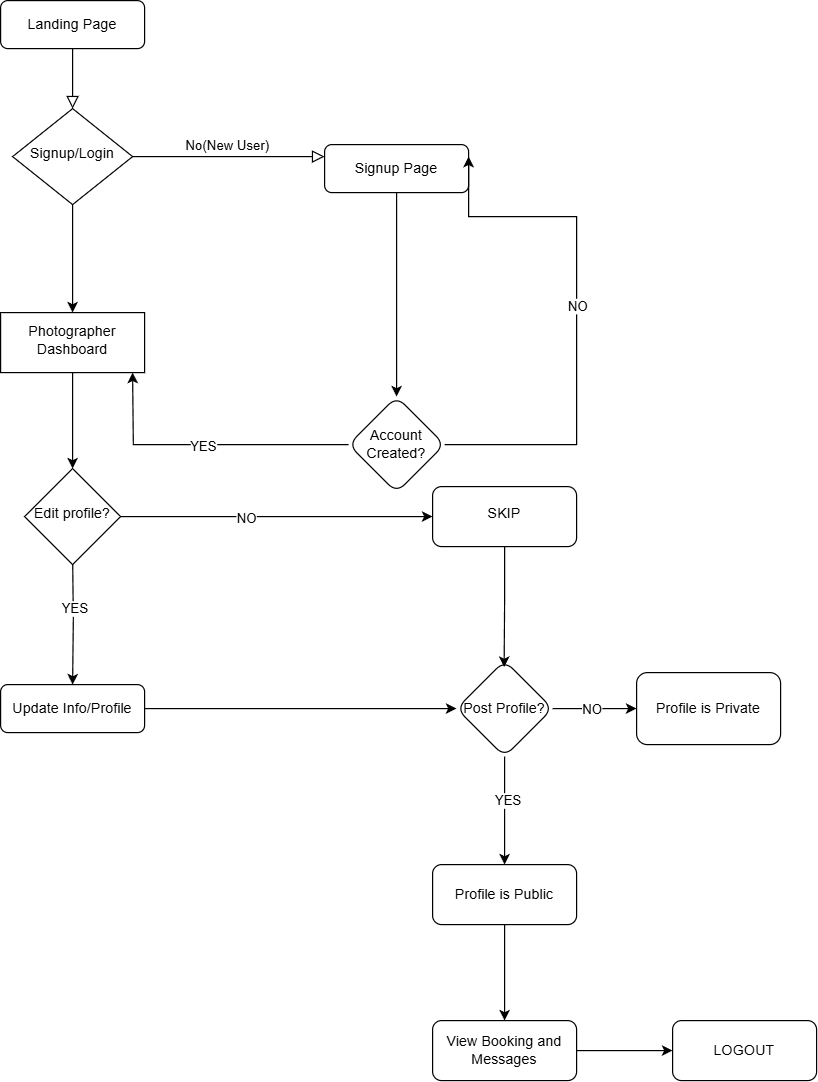 Landing Page
Signup/Login
No(New User)
Signup Page
NO
Photographer
Dashboard
YES
Account
Created?
Edit profile?
NO
SKIP
YES
Update Info/Profile
Post Profile?
NO
Profile is Private
YES
Profile is Public
View Booking and
Messages
LOGOUT